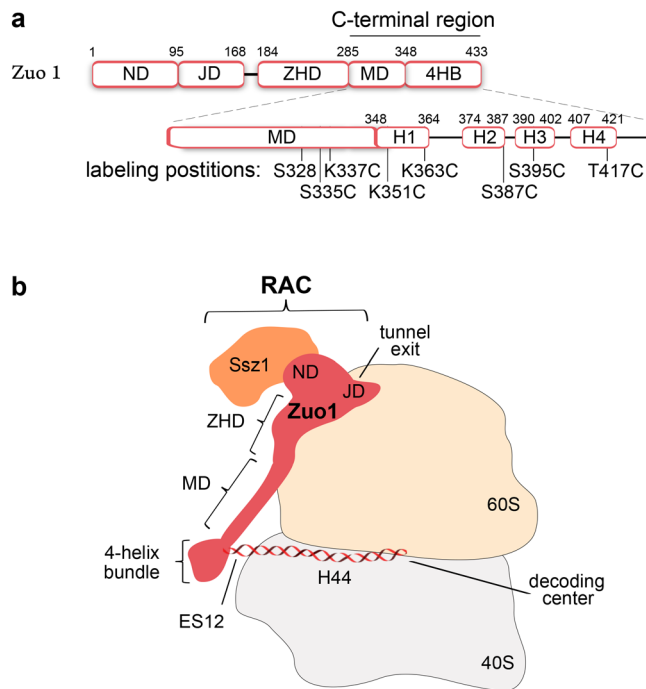 a
C-terminal region
1 95 168 184 285 348 433
Zuo 1 ND JD ZHD MD 4HB
348 364 374 387 390 402 407 421
MD H1 H2 H3 H4
labeling postitions: S328 K337C K363C S395C T417C
S335C K351C S387C
b
RAC
tunnel
exit
Ssz1
ND
JD
Zuo1
ZHD
MD
60S
4-helix
bundle
H44
decoding
center
ES12
40S